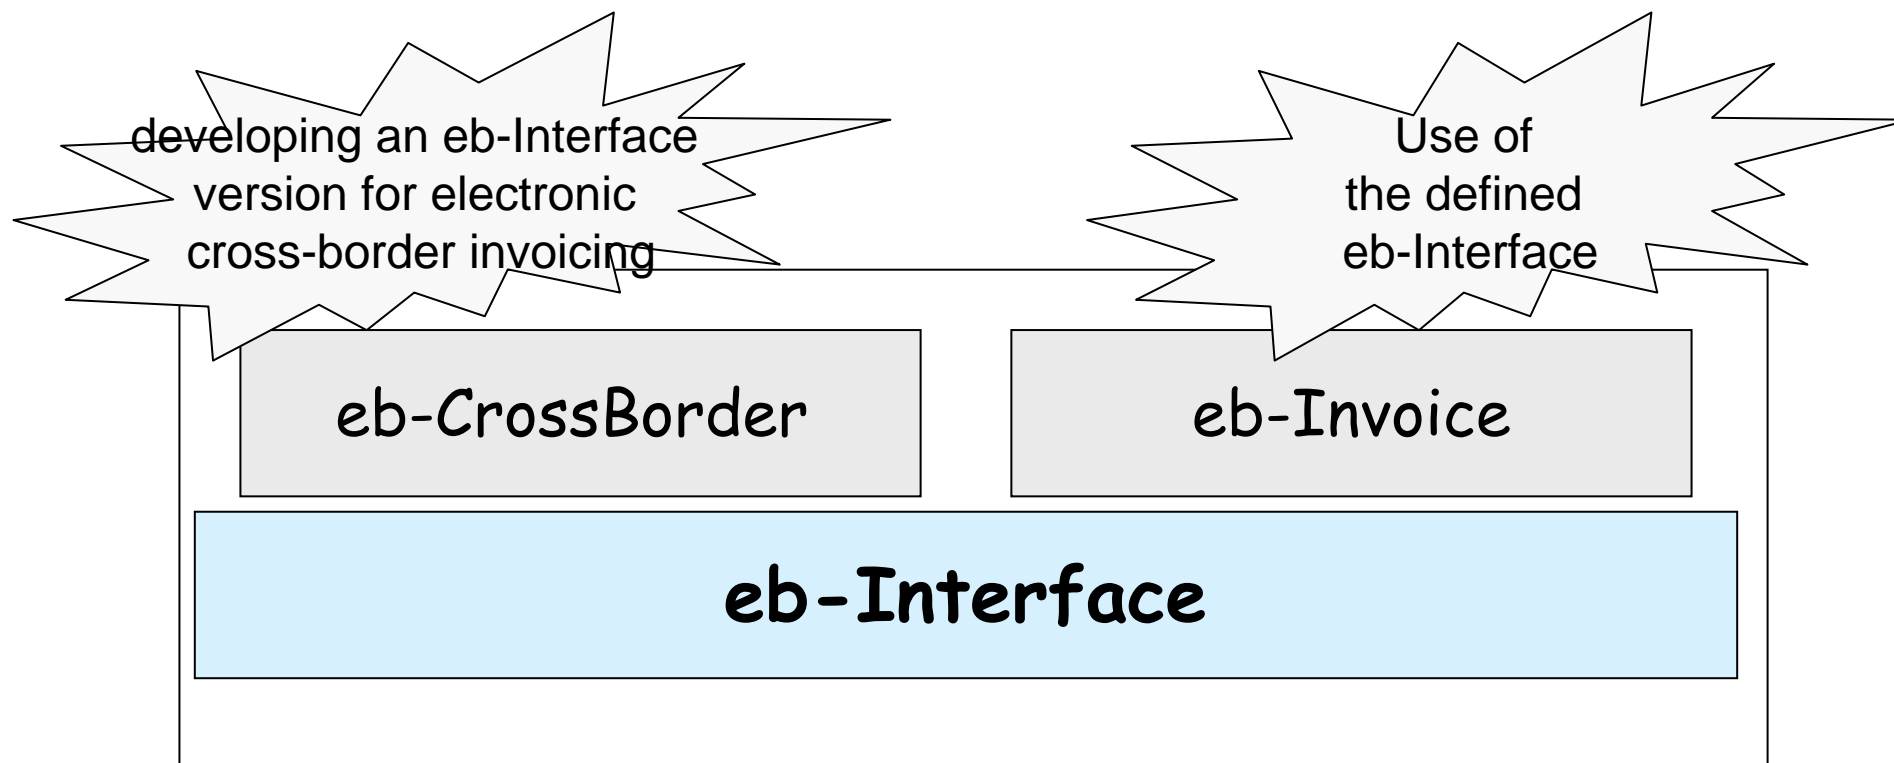 developing an eb-Interface
version for electronic
cross-border invoicing
Use of
the defined
eb-Interface
eb-CrossBorder
eb-Invoice
eb-Interface